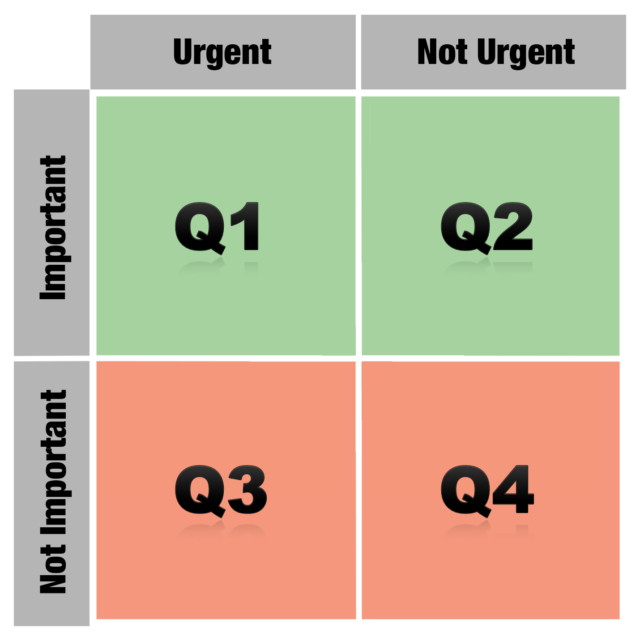 Urgent
Not Urgent
Important
Q1
Q2
Not Important
Q3
Q4